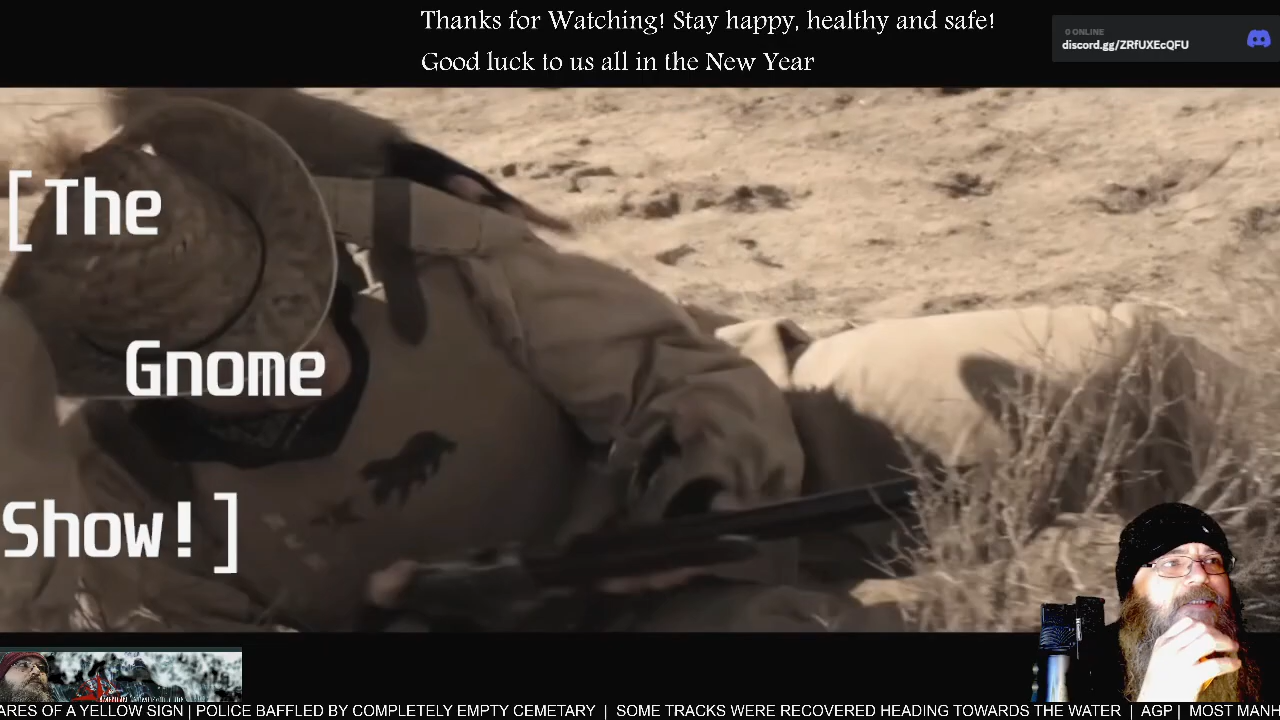 Thanks for Watching! Stay happy, healthy and safe!
Good luck to us all in the New Year
0 ONLINE
discord.gg/ZRfUXEcQFU
[The
Gnome
Show!]
ARES OF A YELLOW SIGN | POLICE BAFFLED BY COMPLETELY EMPTY CEMETARY | SOME TRACKS WERE RECOVERED HEADING TOWARDS THE WATER | AGP | MOST MANH